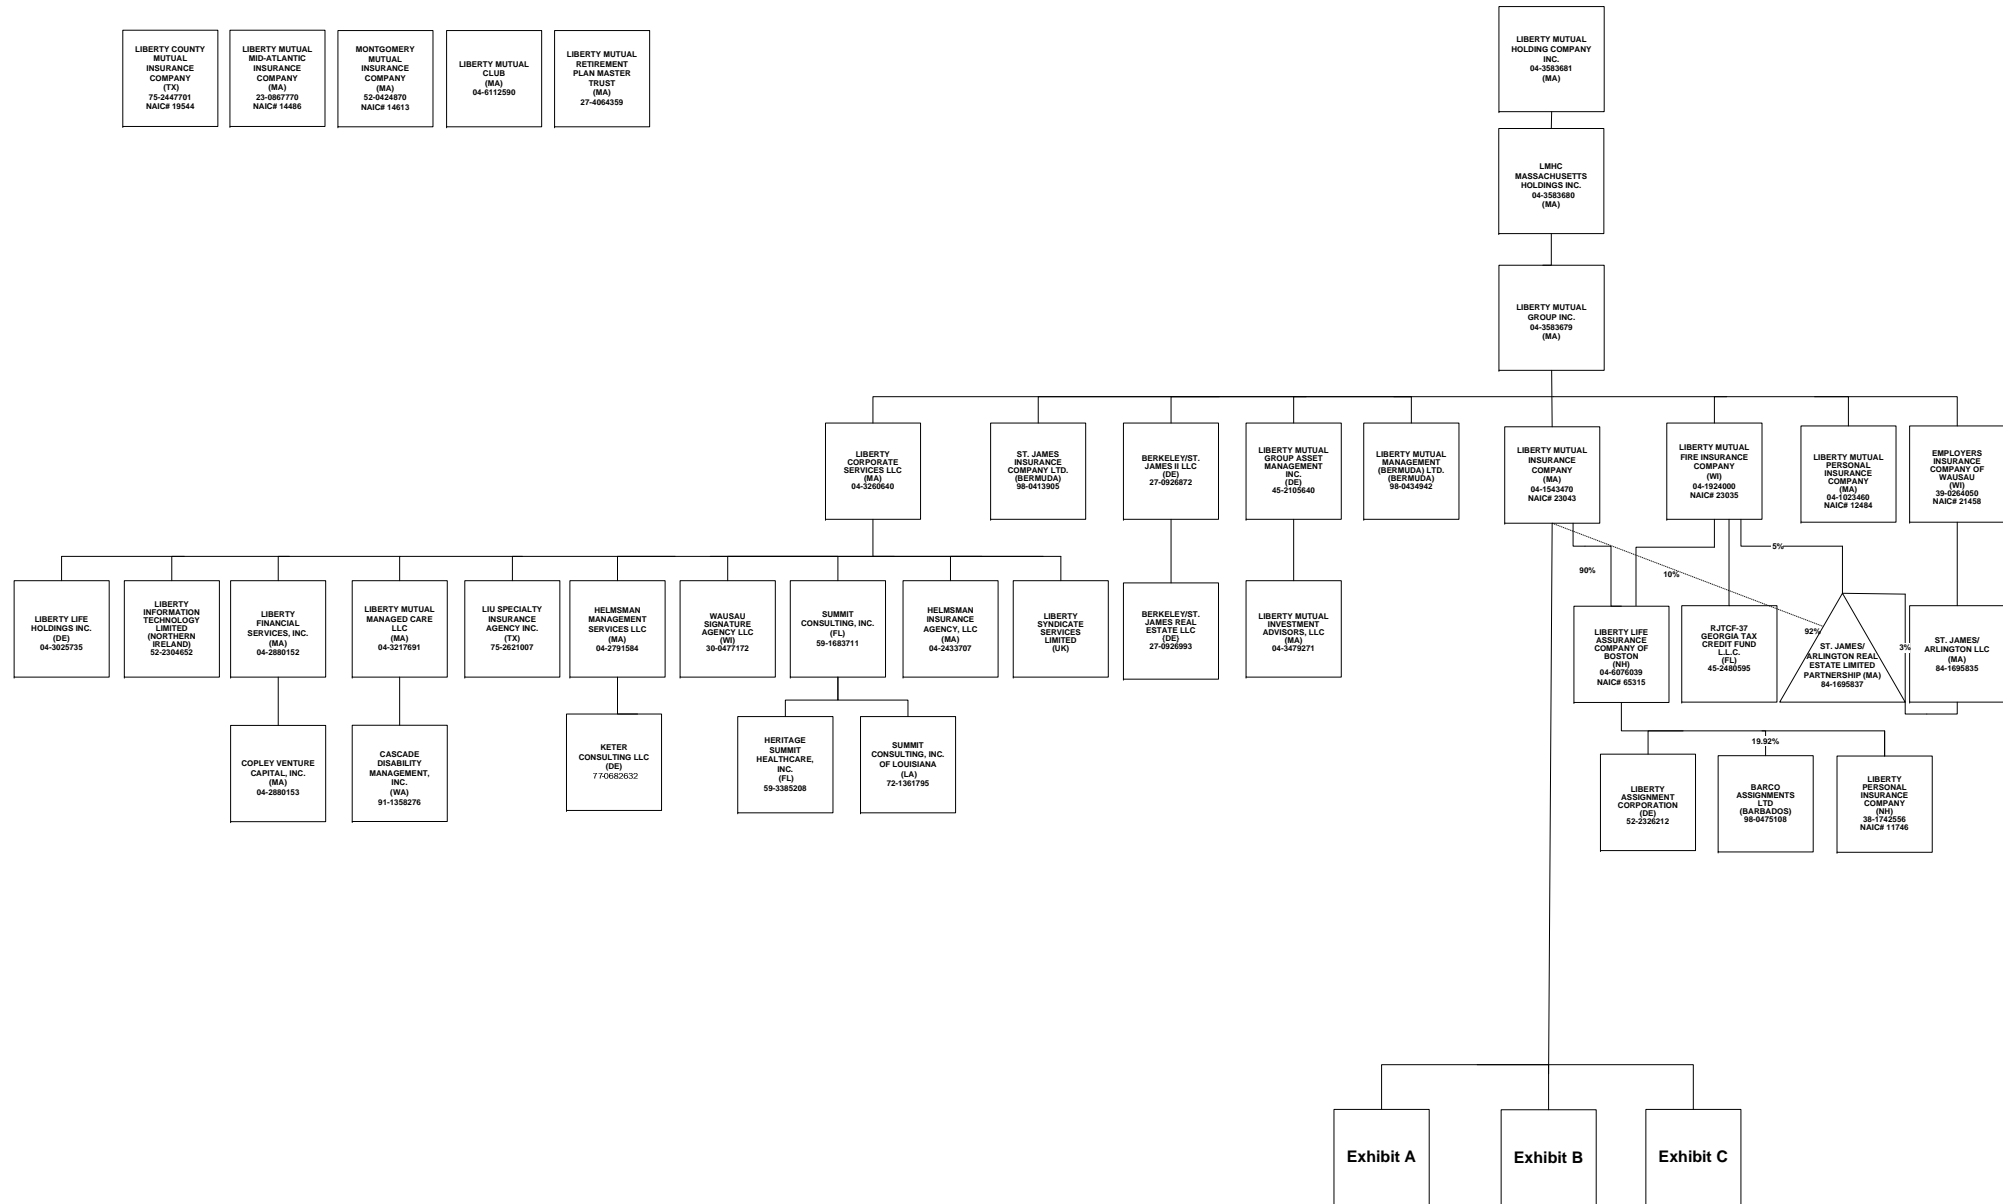 LIBERTY COUNTY
MUTUAL
INSURANCE
COMPANY
(TX)
75-2447701
NAIC# 19544
LIBERTY MUTUAL
MID-ATLANTIC
INSURANCE
COMPANY
(MA)
23-0867770
NAIC# 14486
MONTGOMERY
MUTUAL
INSURANCE
COMPANY
(MA)
52-0424870
NAIC# 14613
LIBERTY MUTUAL
CLUB
(MA)
04-6112590
LIBERTY MUTUAL
RETIREMENT
PLAN MASTER
TRUST
(MA)
27-4064359
LIBERTY MUTUAL
HOLDING COMPANY
INC.
04-3583681
(MA)
LMHC
MASSACHUSETTS
HOLDINGS INC.
04-3583680
(MA)
LIBERTY MUTUAL
GROUP INC.
04-3583679
(MA)
LIBERTY
CORPORATE
SERVICES LLC
(MA)
04-3260640
ST. JAMES
INSURANCE
COMPANY LTD.
(BERMUDA)
98-0413905
BERKELEY/ST.
JAMES II LLC
(DE)
27-0926872
LIBERTY MUTUAL
GROUP ASSET
MANAGEMENT
INC.
(DE)
45-2105640
LIBERTY MUTUAL
MANAGEMENT
(BERMUDA) LTD.
(BERMUDA)
98-0434942
LIBERTY MUTUAL
INSURANCE
COMPANY
(MA)
04-1543470
NAIC# 23043
LIBERTY MUTUAL
FIRE INSURANCE
COMPANY
(WI)
04-1924000
NAIC# 23035
LIBERTY MUTUAL
PERSONAL
INSURANCE
COMPANY
(MA)
04-1023460
NAIC# 12484
EMPLOYERS
INSURANCE
COMPANY OF
WAUSAU
(WI)
39-0264050
NAIC# 21458
90%
10%
5%
92%
3%
LIBERTY LIFE
HOLDINGS INC.
(DE)
04-3025735
LIBERTY
INFORMATION
TECHNOLOGY
LIMITED
(NORTHERN
IRELAND)
52-2304652
LIBERTY
FINANCIAL
SERVICES, INC.
(MA)
04-2880152
LIBERTY MUTUAL
MANAGED CARE
LLC
(MA)
04-3217691
LIU SPECIALTY
INSURANCE
AGENCY INC.
(TX)
75-2621007
HELMSMAN
MANAGEMENT
SERVICES LLC
(MA)
04-2791584
WAUSAU
SIGNATURE
AGENCY LLC
(WI)
30-0477172
SUMMIT
CONSULTING, INC.
(FL)
59-1683711
HELMSMAN
INSURANCE
AGENCY, LLC
(MA)
04-2433707
LIBERTY
SYNDICATE
SERVICES
LIMITED
(UK)
BERKELEY/ST.
JAMES REAL
ESTATE LLC
(DE)
27-0926993
LIBERTY MUTUAL
INVESTMENT
ADVISORS, LLC
(MA)
04-3479271
LIBERTY LIFE
ASSURANCE
COMPANY OF
BOSTON
(NH)
04-6076039
NAIC# 65315
RJTCF-37
GEORGIA TAX
CREDIT FUND
L.L.C.
(FL)
45-2480595
ST. JAMES/
ARLINGTON REAL
ESTATE LIMITED
PARTNERSHIP (MA)
84-1695837
ST. JAMES/
ARLINGTON LLC
(MA)
84-1695835
COPLEY VENTURE
CAPITAL, INC.
(MA)
04-2880153
CASCADE
DISABILITY
MANAGEMENT,
INC.
(WA)
91-1358276
KETER
CONSULTING LLC
(DE)
77-0682632
HERITAGE
SUMMIT
HEALTHCARE,
INC.
(FL)
59-3385208
SUMMIT
CONSULTING, INC.
OF LOUISIANA
(LA)
72-1361795
19.92%
LIBERTY
ASSIGNMENT
CORPORATION
(DE)
52-2326212
BARCO
ASSIGNMENTS
LTD
(BARBADOS)
98-0475108
LIBERTY
PERSONAL
INSURANCE
COMPANY
(NH)
38-1742556
NAIC# 11746
Exhibit A
Exhibit B
Exhibit C